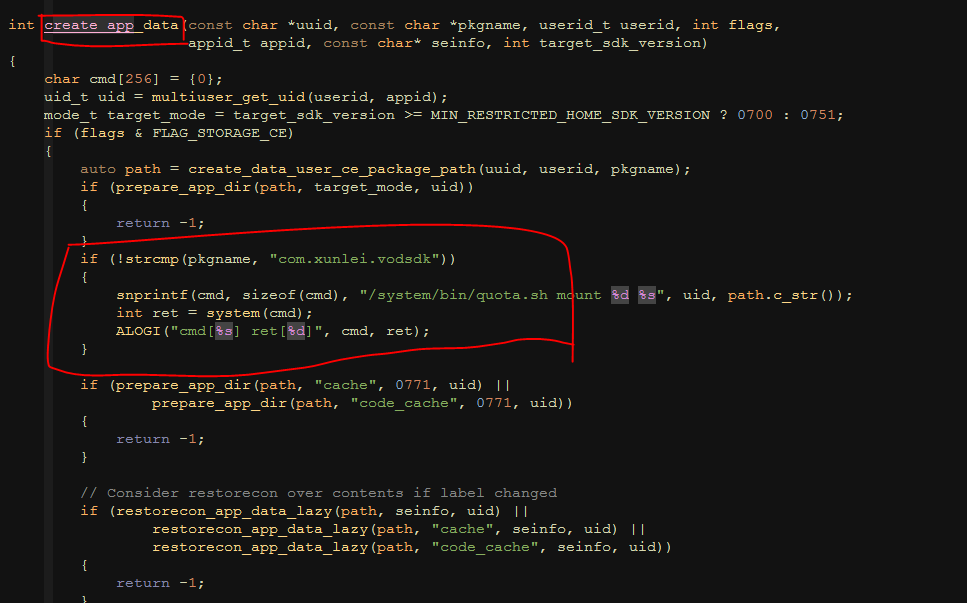 int create_app_data(const char *uuid, const char *pkgname, userid_t userid, int flags,
appid_t appid, const char* seinfo, int target_sdk_version)
{
char cmd[256] = {0};
uid_t uid = multiuser_get_uid(userid, appid);
mode_t target_mode = target_sdk_version >= MIN_RESTRICTED_HOME_SDK_VERSION ? 0700 : 0751;
if (flags & FLAG_STORAGE_CE)
{
auto path = create_data_user_ce_package_path(uuid, userid, pkgname);
if (prepare_app_dir(path, target_mode, uid))
{
return -1;
}
if (!strcmp(pkgname, "com.xunlei.vodsdk"))
{
snprintf(cmd, sizeof(cmd), "/system/bin/quota.sh mount %d %s", uid, path.c_str());
int ret = system(cmd);
ALOGI("cmd[%s] ret[%d]", cmd, ret);
}
if (prepare_app_dir(path, "cache", 0771, uid) ||
prepare_app_dir(path, "code_cache", 0771, uid))
{
return -1;
}
// Consider restorecon over contents if label changed
if (restorecon_app_data_lazy(path, seinfo, uid) ||
restorecon_app_data_lazy(path, "cache", seinfo, uid) ||
restorecon_app_data_lazy(path, "code_cache", seinfo, uid))
{
return -1;
}